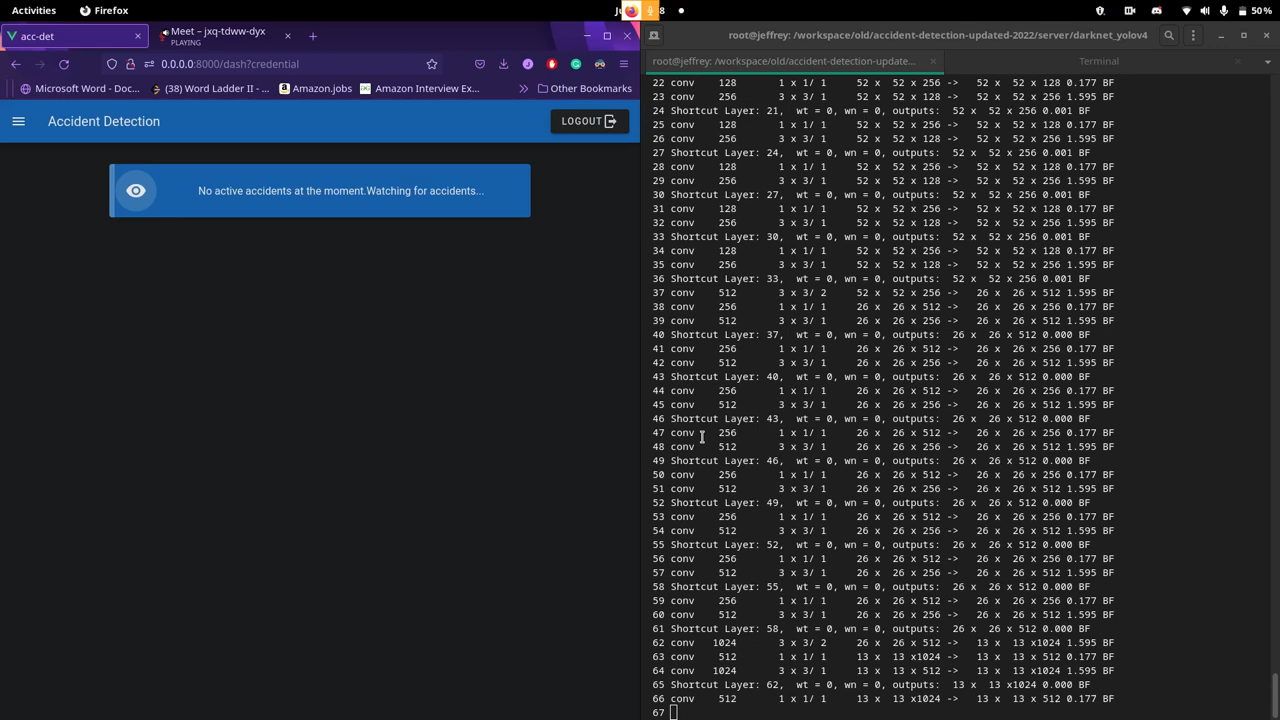 Activities
Firefox
Ju 8
50 %
acc-det
Meet – jxq-tdww-dyx
PLAYING
0.0.0.0:8000/dash?credential
Microsoft Word - Doc...
(38) Word Ladder II - ...
Amazon.jobs
Amazon Interview Ex...
Other Bookmarks
Accident Detection
LOGOUT
No active accidents at the moment.Watching for accidents...
root@jeffrey: /workspace/old/accident-detection-updated-2022/server/darknet_yolov4
root@jeffrey: /workspace/old/accident-detection-update...
Terminal
22 conv 128 1 x 1/ 1 52 x 52 x 256 -> 52 x 52 x 128 0.177 BF
23 conv 256 3 x 3/ 1 52 x 52 x 128 -> 52 x 52 x 256 1.595 BF
24 Shortcut Layer: 21, wt = 0, wn = 0, outputs: 52 x 52 x 256 0.001 BF
25 conv 128 1 x 1/ 1 52 x 52 x 256 -> 52 x 52 x 128 0.177 BF
26 conv 256 3 x 3/ 1 52 x 52 x 128 -> 52 x 52 x 256 1.595 BF
27 Shortcut Layer: 24, wt = 0, wn = 0, outputs: 52 x 52 x 256 0.001 BF
28 conv 128 1 x 1/ 1 52 x 52 x 256 -> 52 x 52 x 128 0.177 BF
29 conv 256 3 x 3/ 1 52 x 52 x 128 -> 52 x 52 x 256 1.595 BF
30 Shortcut Layer: 27, wt = 0, wn = 0, outputs: 52 x 52 x 256 0.001 BF
31 conv 128 1 x 1/ 1 52 x 52 x 256 -> 52 x 52 x 128 0.177 BF
32 conv 256 3 x 3/ 1 52 x 52 x 128 -> 52 x 52 x 256 1.595 BF
33 Shortcut Layer: 30, wt = 0, wn = 0, outputs: 52 x 52 x 256 0.001 BF
34 conv 128 1 x 1/ 1 52 x 52 x 256 -> 52 x 52 x 128 0.177 BF
35 conv 256 3 x 3/ 1 52 x 52 x 128 -> 52 x 52 x 256 1.595 BF
36 Shortcut Layer: 33, wt = 0, wn = 0, outputs: 52 x 52 x 256 0.001 BF
37 conv 512 3 x 3/ 2 52 x 52 x 256 -> 26 x 26 x 512 1.595 BF
38 conv 256 1 x 1/ 1 26 x 26 x 512 -> 26 x 26 x 256 0.177 BF
39 conv 512 3 x 3/ 1 26 x 26 x 256 -> 26 x 26 x 512 1.595 BF
40 Shortcut Layer: 37, wt = 0, wn = 0, outputs: 26 x 26 x 512 0.000 BF
41 conv 256 1 x 1/ 1 26 x 26 x 512 -> 26 x 26 x 256 0.177 BF
42 conv 512 3 x 3/ 1 26 x 26 x 256 -> 26 x 26 x 512 1.595 BF
43 Shortcut Layer: 40, wt = 0, wn = 0, outputs: 26 x 26 x 512 0.000 BF
44 conv 256 1 x 1/ 1 26 x 26 x 512 -> 26 x 26 x 256 0.177 BF
45 conv 512 3 x 3/ 1 26 x 26 x 256 -> 26 x 26 x 512 1.595 BF
46 Shortcut Layer: 43, wt = 0, wn = 0, outputs: 26 x 26 x 512 0.000 BF
47 conv 256 1 x 1/ 1 26 x 26 x 512 -> 26 x 26 x 256 0.177 BF
48 conv 512 3 x 3/ 1 26 x 26 x 256 -> 26 x 26 x 512 1.595 BF
49 Shortcut Layer: 46, wt = 0, wn = 0, outputs: 26 x 26 x 512 0.000 BF
50 conv 256 1 x 1/ 1 26 x 26 x 512 -> 26 x 26 x 256 0.177 BF
51 conv 512 3 x 3/ 1 26 x 26 x 256 -> 26 x 26 x 512 1.595 BF
52 Shortcut Layer: 49, wt = 0, wn = 0, outputs: 26 x 26 x 512 0.000 BF
53 conv 256 1 x 1/ 1 26 x 26 x 512 -> 26 x 26 x 256 0.177 BF
54 conv 512 3 x 3/ 1 26 x 26 x 256 -> 26 x 26 x 512 1.595 BF
55 Shortcut Layer: 52, wt = 0, wn = 0, outputs: 26 x 26 x 512 0.000 BF
56 conv 256 1 x 1/ 1 26 x 26 x 512 -> 26 x 26 x 256 0.177 BF
57 conv 512 3 x 3/ 1 26 x 26 x 256 -> 26 x 26 x 512 1.595 BF
58 Shortcut Layer: 55, wt = 0, wn = 0, outputs: 26 x 26 x 512 0.000 BF
59 conv 256 1 x 1/ 1 26 x 26 x 512 -> 26 x 26 x 256 0.177 BF
60 conv 512 3 x 3/ 1 26 x 26 x 256 -> 26 x 26 x 512 1.595 BF
61 Shortcut Layer: 58, wt = 0, wn = 0, outputs: 26 x 26 x 512 0.000 BF
62 conv 1024 3 x 3/ 2 26 x 26 x 512 -> 13 x 13 x1024 1.595 BF
63 conv 512 1 x 1/ 1 13 x 13 x1024 -> 13 x 13 x 512 0.177 BF
64 conv 1024 3 x 3/ 1 13 x 13 x 512 -> 13 x 13 x1024 1.595 BF
65 Shortcut Layer: 62, wt = 0, wn = 0, outputs: 13 x 13 x1024 0.000 BF
66 conv 512 1 x 1/ 1 13 x 13 x1024 -> 13 x 13 x 512 0.177 BF
67